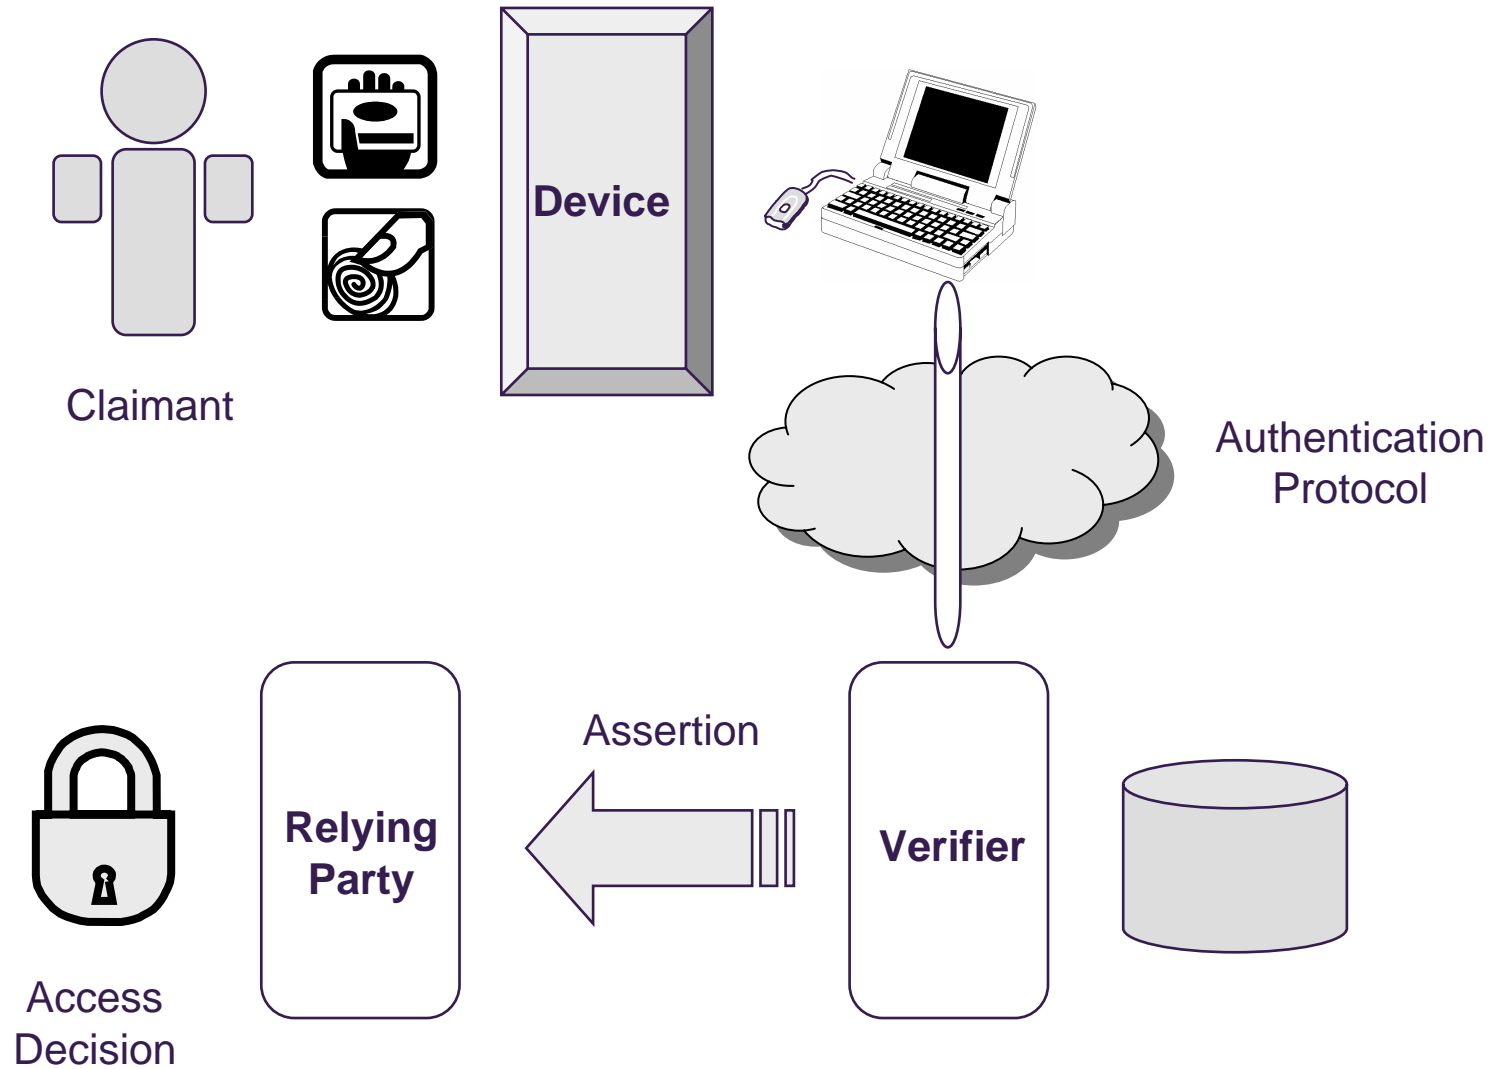 Device
Claimant
Authentication
Protocol
Assertion
Relying
Party
Verifier
Access
Decision